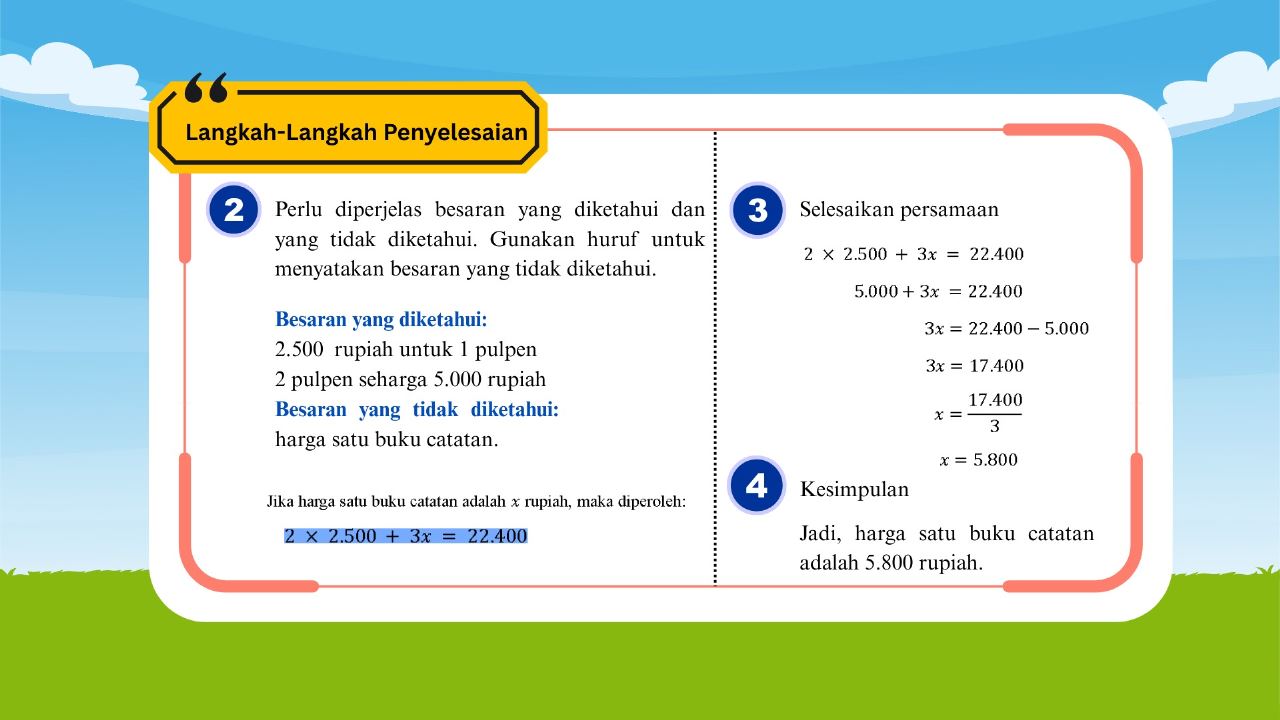 Langkah-Langkah Penyelesaian
2
Perlu diperjelas besaran yang diketahui dan
yang tidak diketahui. Gunakan huruf untuk
menyatakan besaran yang tidak diketahui.
Besaran yang diketahui:
2.500 rupiah untuk 1 pulpen
2 pulpen seharga 5.000 rupiah
Besaran yang tidak diketahui:
harga satu buku catatan.
Jika harga satu buku catatan adalah x rupiah, maka diperoleh:
2 × 2.500 + 3x = 22.400
3
Selesaikan persamaan
2 × 2.500 + 3x = 22.400
5.000 + 3x = 22.400
3x = 22.400 − 5.000
3x = 17.400
x = 17.400
3
x = 5.800
4
Kesimpulan
Jadi, harga satu buku catatan
adalah 5.800 rupiah.